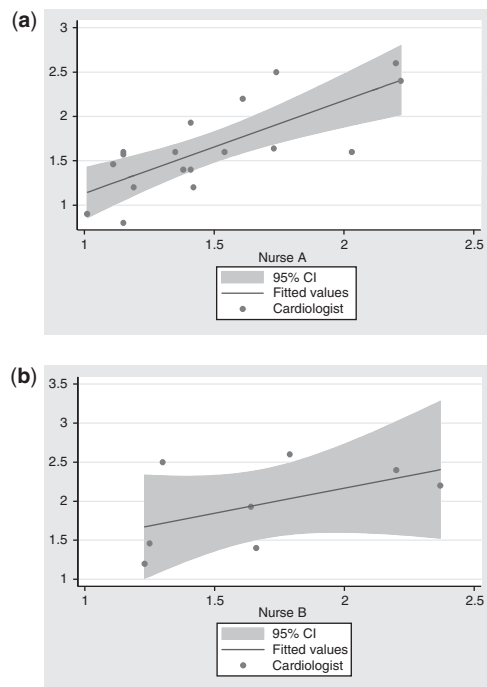 (a)
3
2.5
2
1.5
1
1 1.5 2 2.5
Nurse A
95% CI
Fitted values
Cardiologist
(b)
3.5
3
2.5
2
1.5
1
1 1.5 2 2.5
Nurse B
95% CI
Fitted values
Cardiologist